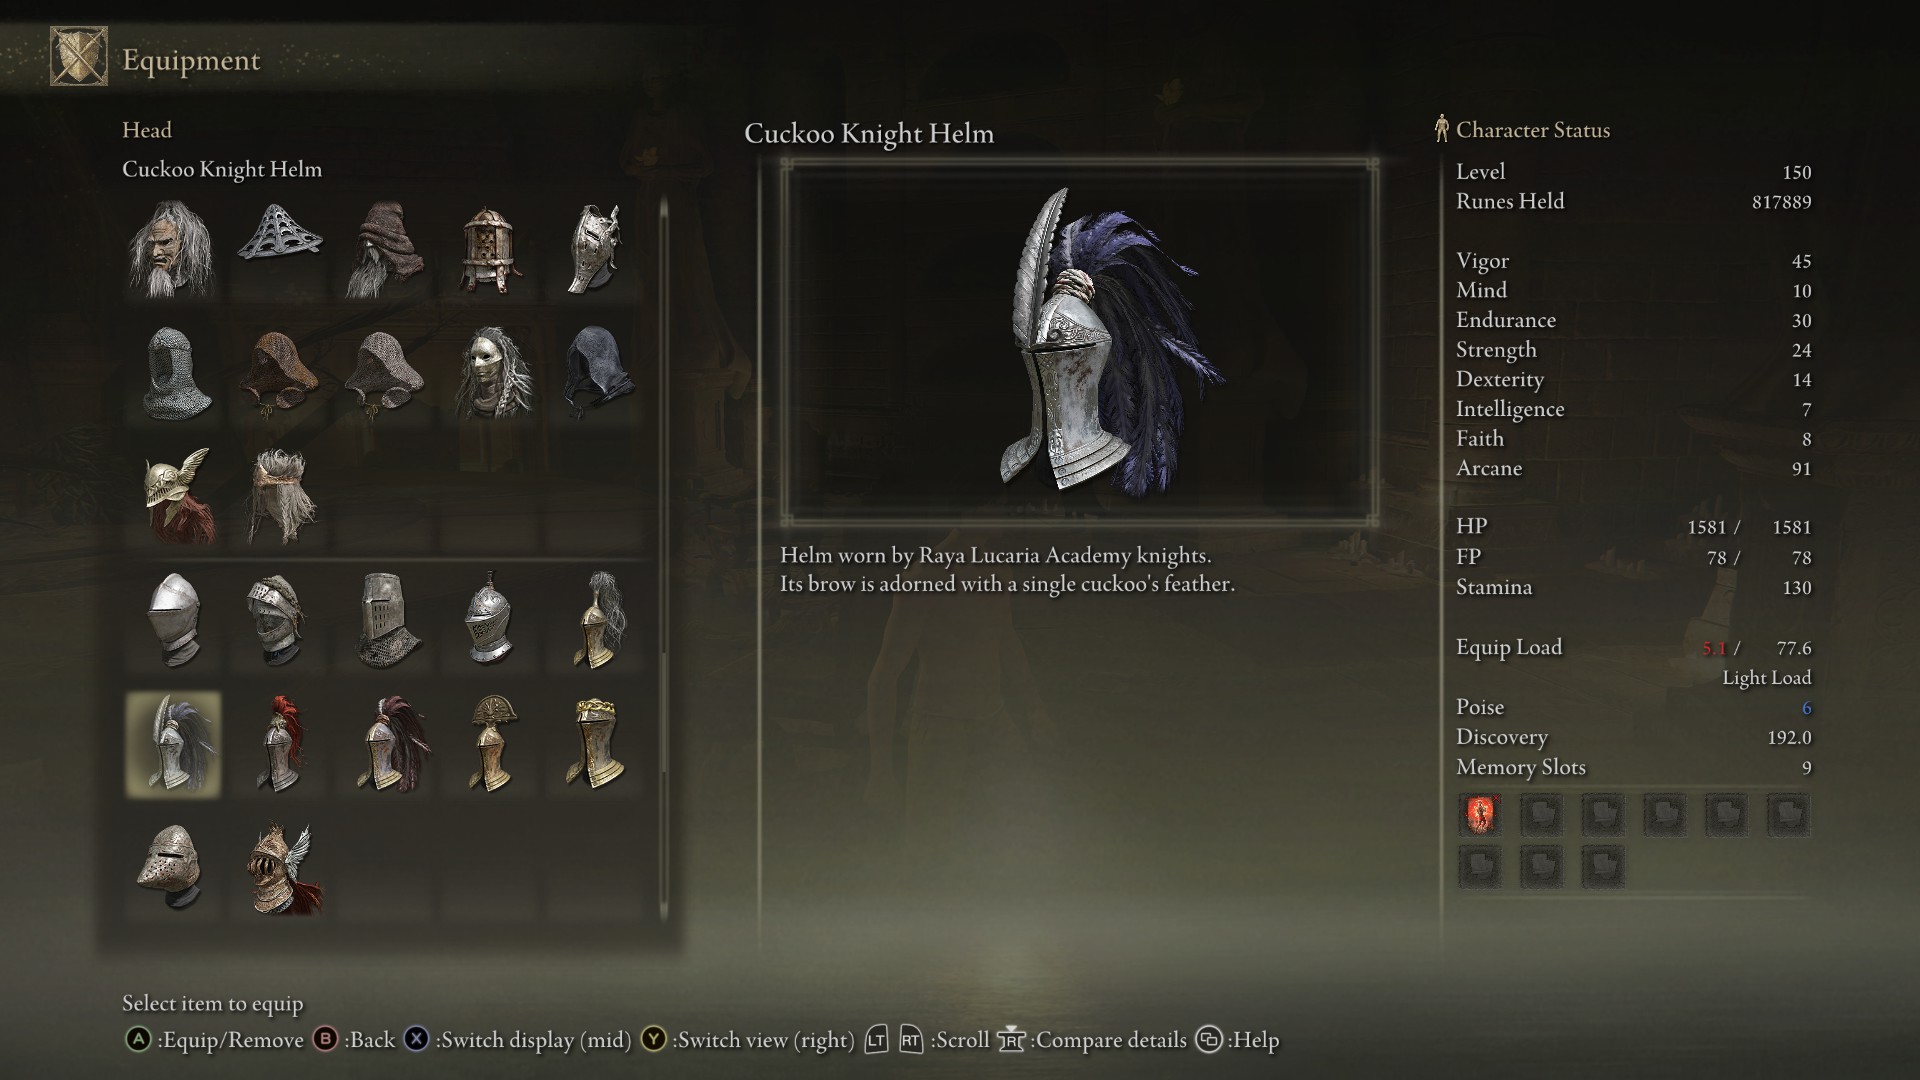 Equipment
Head
Cuckoo Knight Helm
Cuckoo Knight Helm
Helm worn by Raya Lucaria Academy knights.
Its brow is adorned with a single cuckoo's feather.
Character Status
Level 150
Runes Held 817889
Vigor 45
Mind 10
Endurance 30
Strength 24
Dexterity 14
Intelligence 7
Faith 8
Arcane 91
HP 1581 / 1581
FP 78 / 78
Stamina 130
Equip Load 5.1 / 77.6
Light Load
Poise 6
Discovery 192.0
Memory Slots 9
Select item to equip
A :Equip/Remove B :Back X :Switch display (mid) Y :Switch view (right) LT RT :Scroll R :Compare details :Help